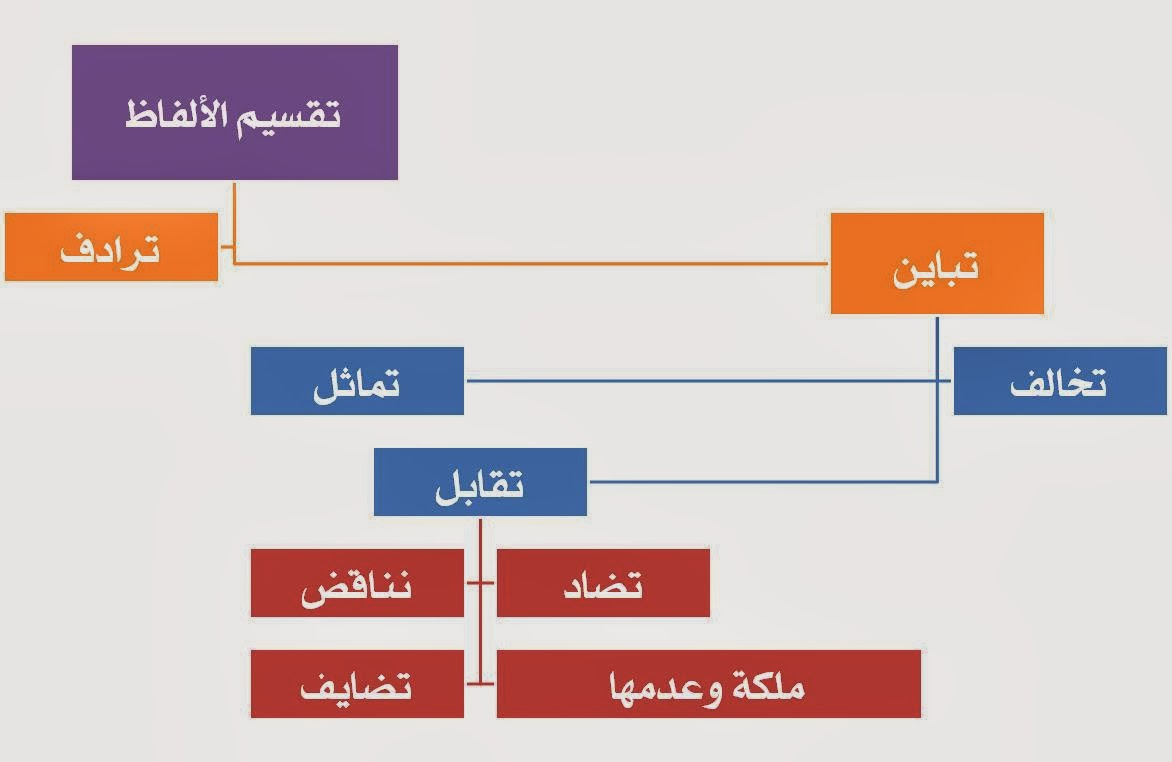 تقسيم الألفاظ
تباين
ترادف
تخالف
تماثل
تقابل
تضاد
نناقض
ملكة وعدمها
تضايف